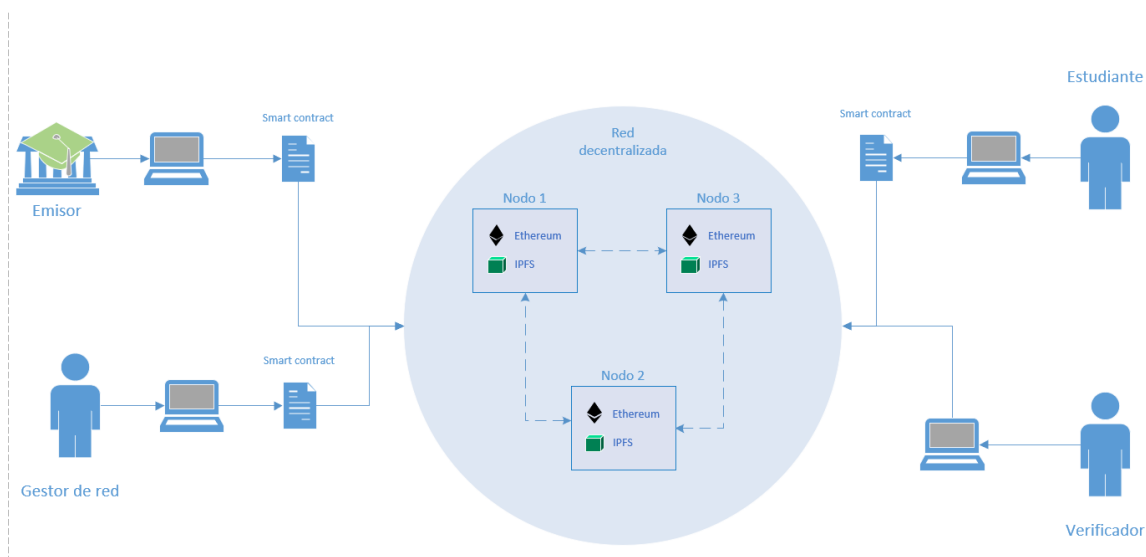 Estudiante
Smart contract
Smart contract
Red
decentralizada
Emisor
Nodo 1
Nodo 3
Ethereum
IPFS
Ethereum
IPFS
Smart contract
Nodo 2
Ethereum
IPFS
Gestor de red
Verificador